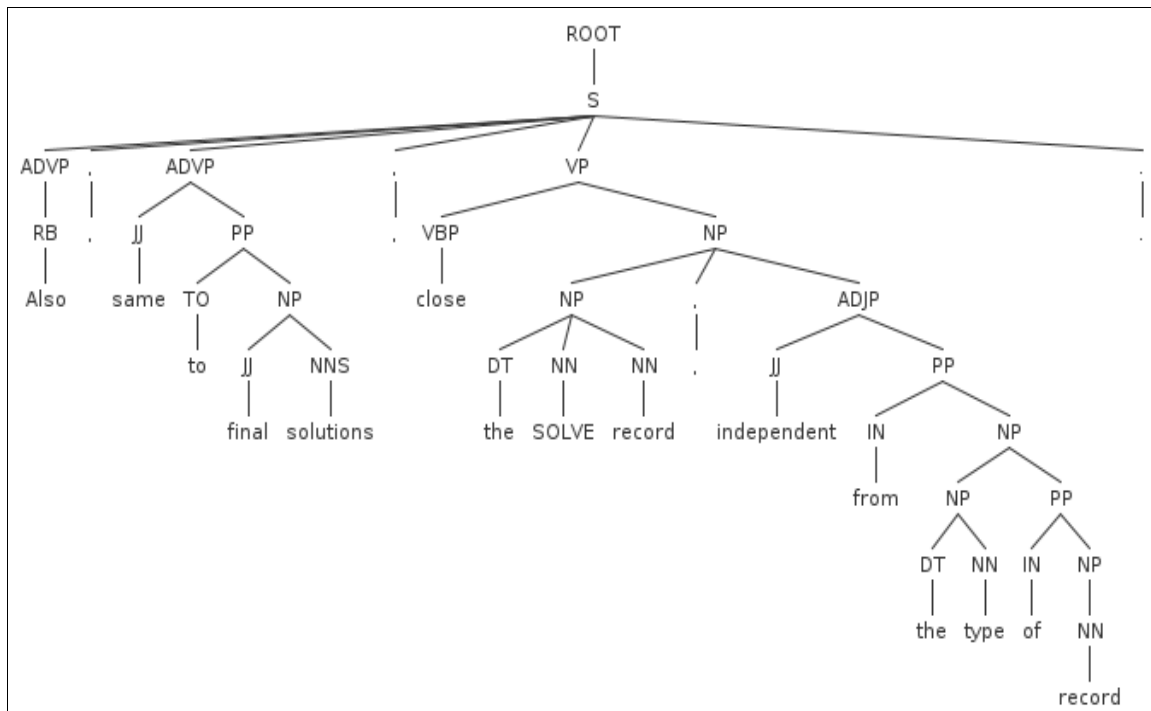 ROOT
S
ADVP , ADVP , VP .
RB , JJ PP , VBP NP .
Also same TO NP close NP , ADJP
to JJ NNS DT NN NN , JJ PP
final solutions the SOLVE record independent IN NP
from NP PP
DT NN IN NP
the type of NN
record